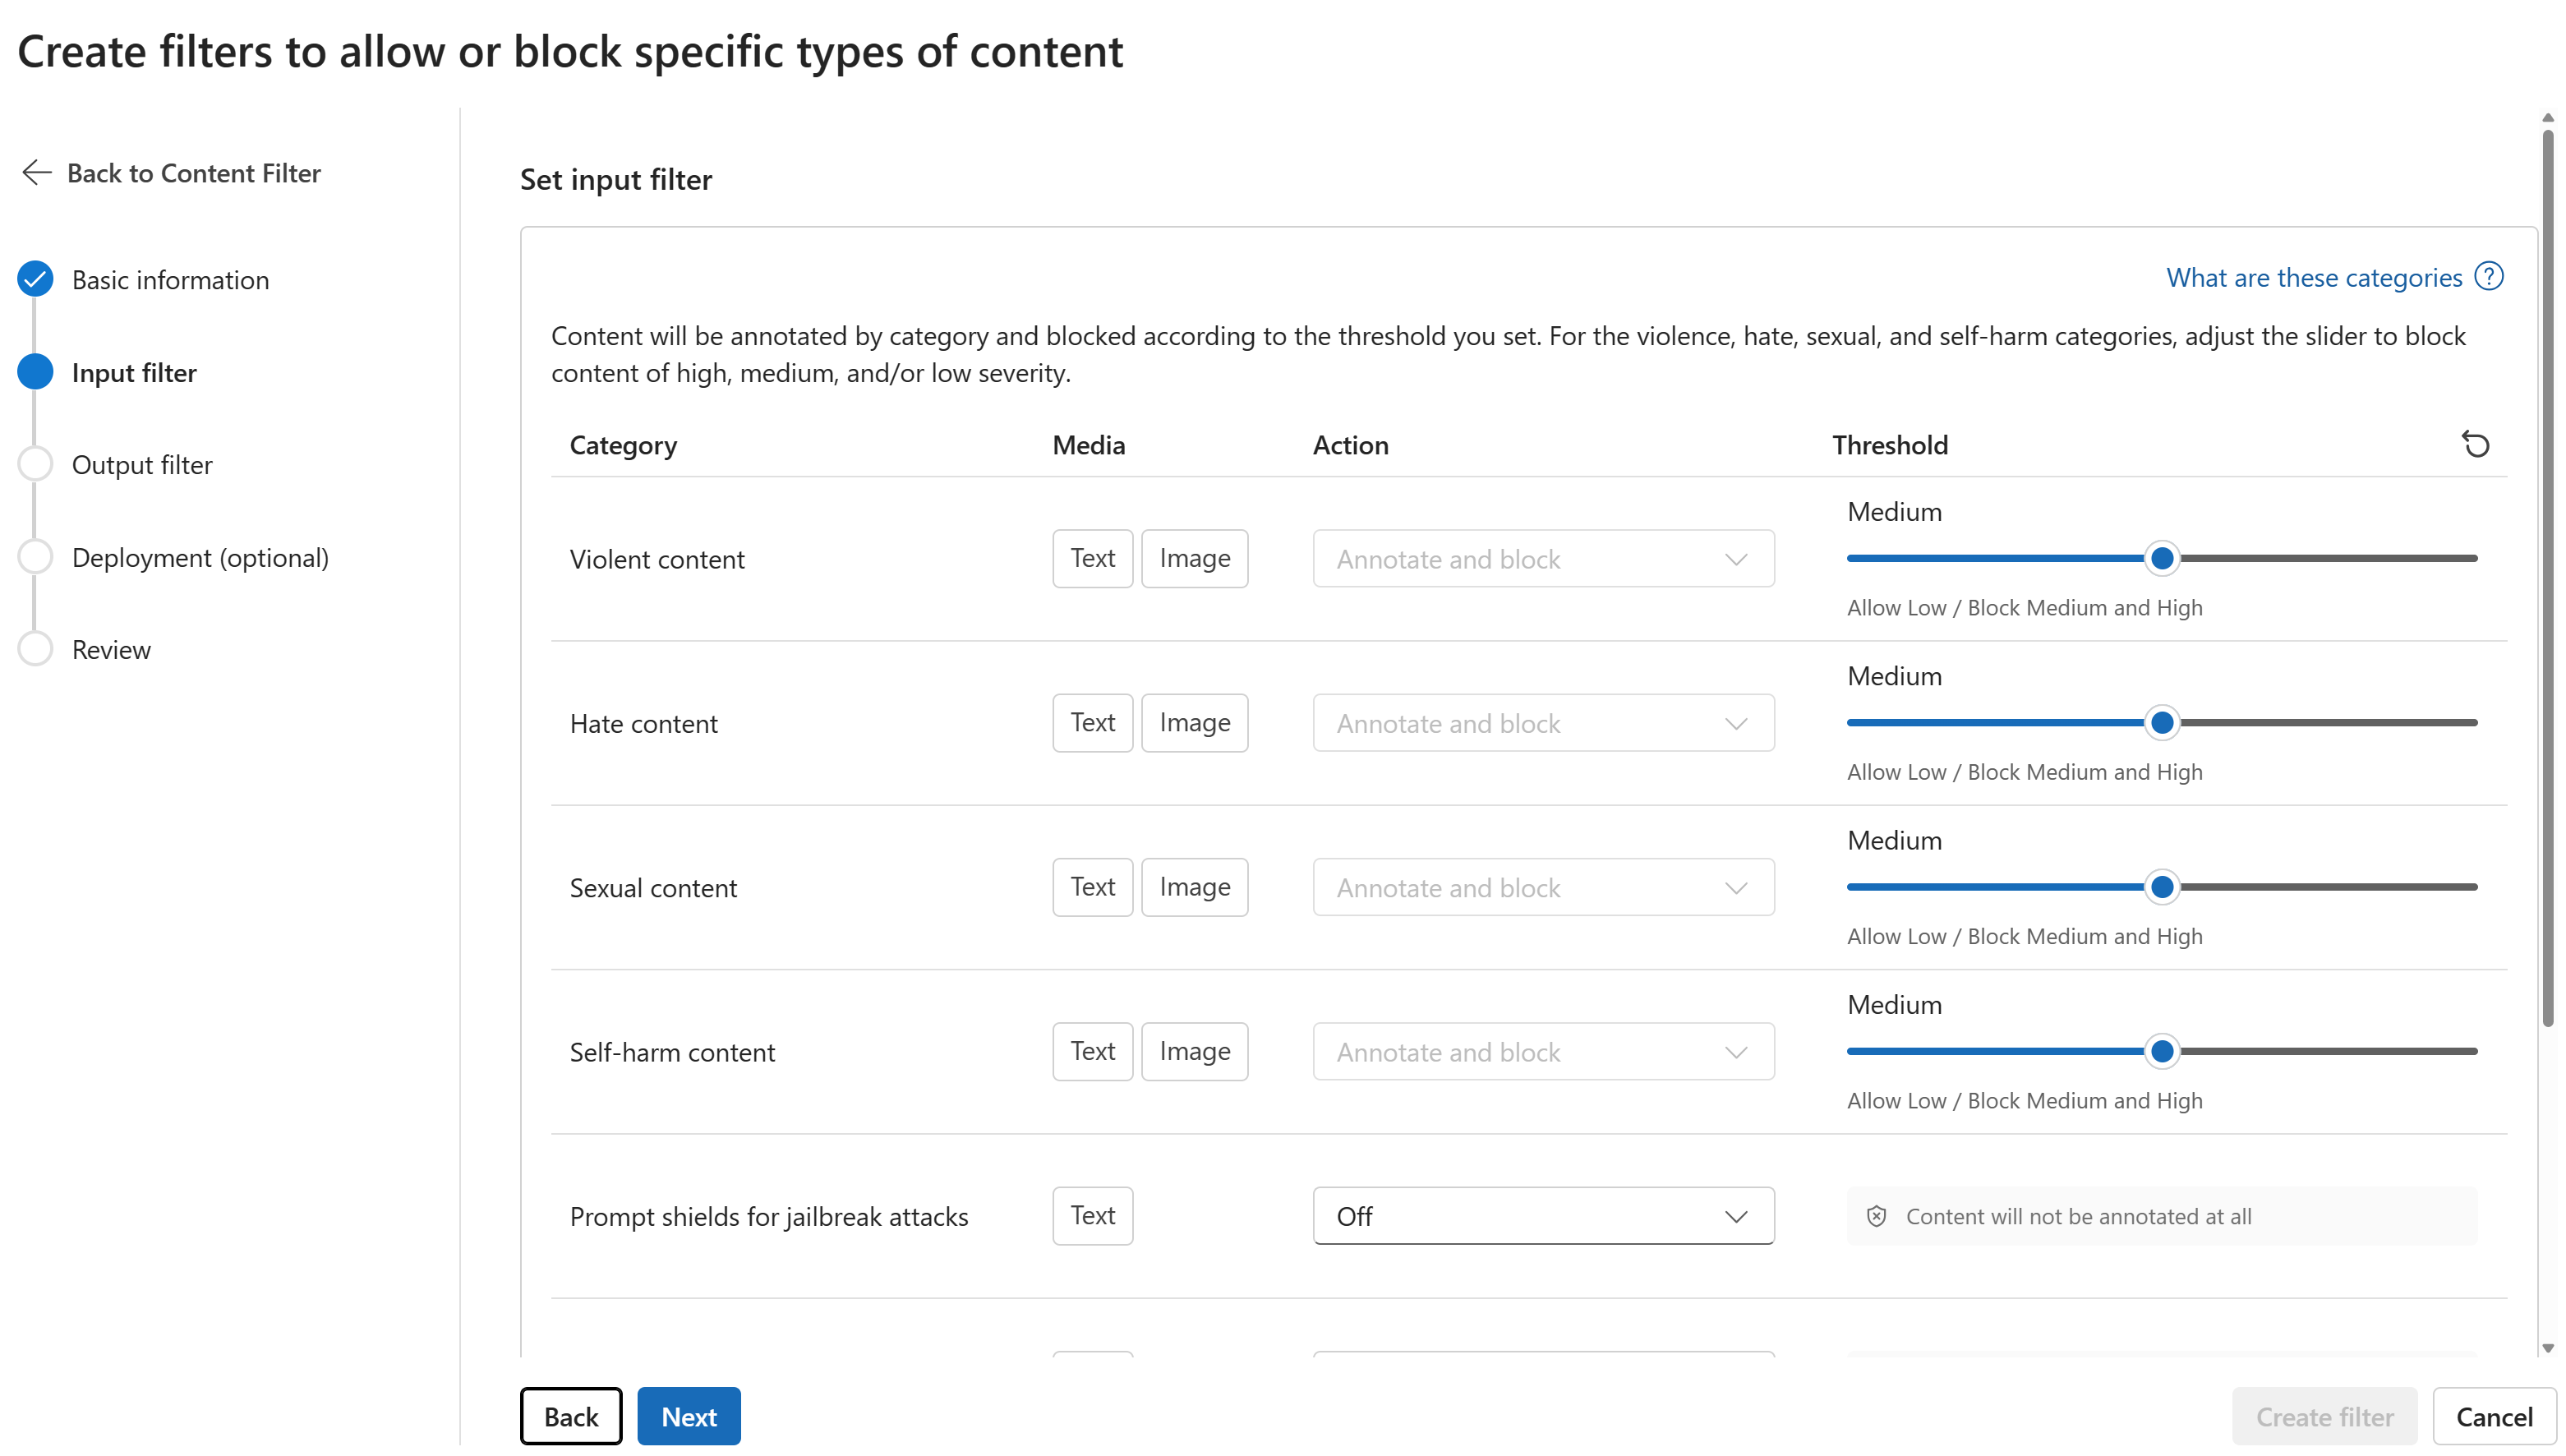 Create filters to allow or block specific types of content
Back to Content Filter
Basic information
Input filter
Output filter
Deployment (optional)
Review
Set input filter
What are these categories
Content will be annotated by category and blocked according to the threshold you set. For the violence, hate, sexual, and self-harm categories, adjust the slider to block
content of high, medium, and/or low severity.
Category Media Action Threshold
Medium
Violent content Text Image Annotate and block
Allow Low / Block Medium and High
Medium
Hate content Text Image Annotate and block
Allow Low / Block Medium and High
Medium
Sexual content Text Image Annotate and block
Allow Low / Block Medium and High
Medium
Self-harm content Text Image Annotate and block
Allow Low / Block Medium and High
Prompt shields for jailbreak attacks Text Off Content will not be annotated at all
Back Next Create filter Cancel